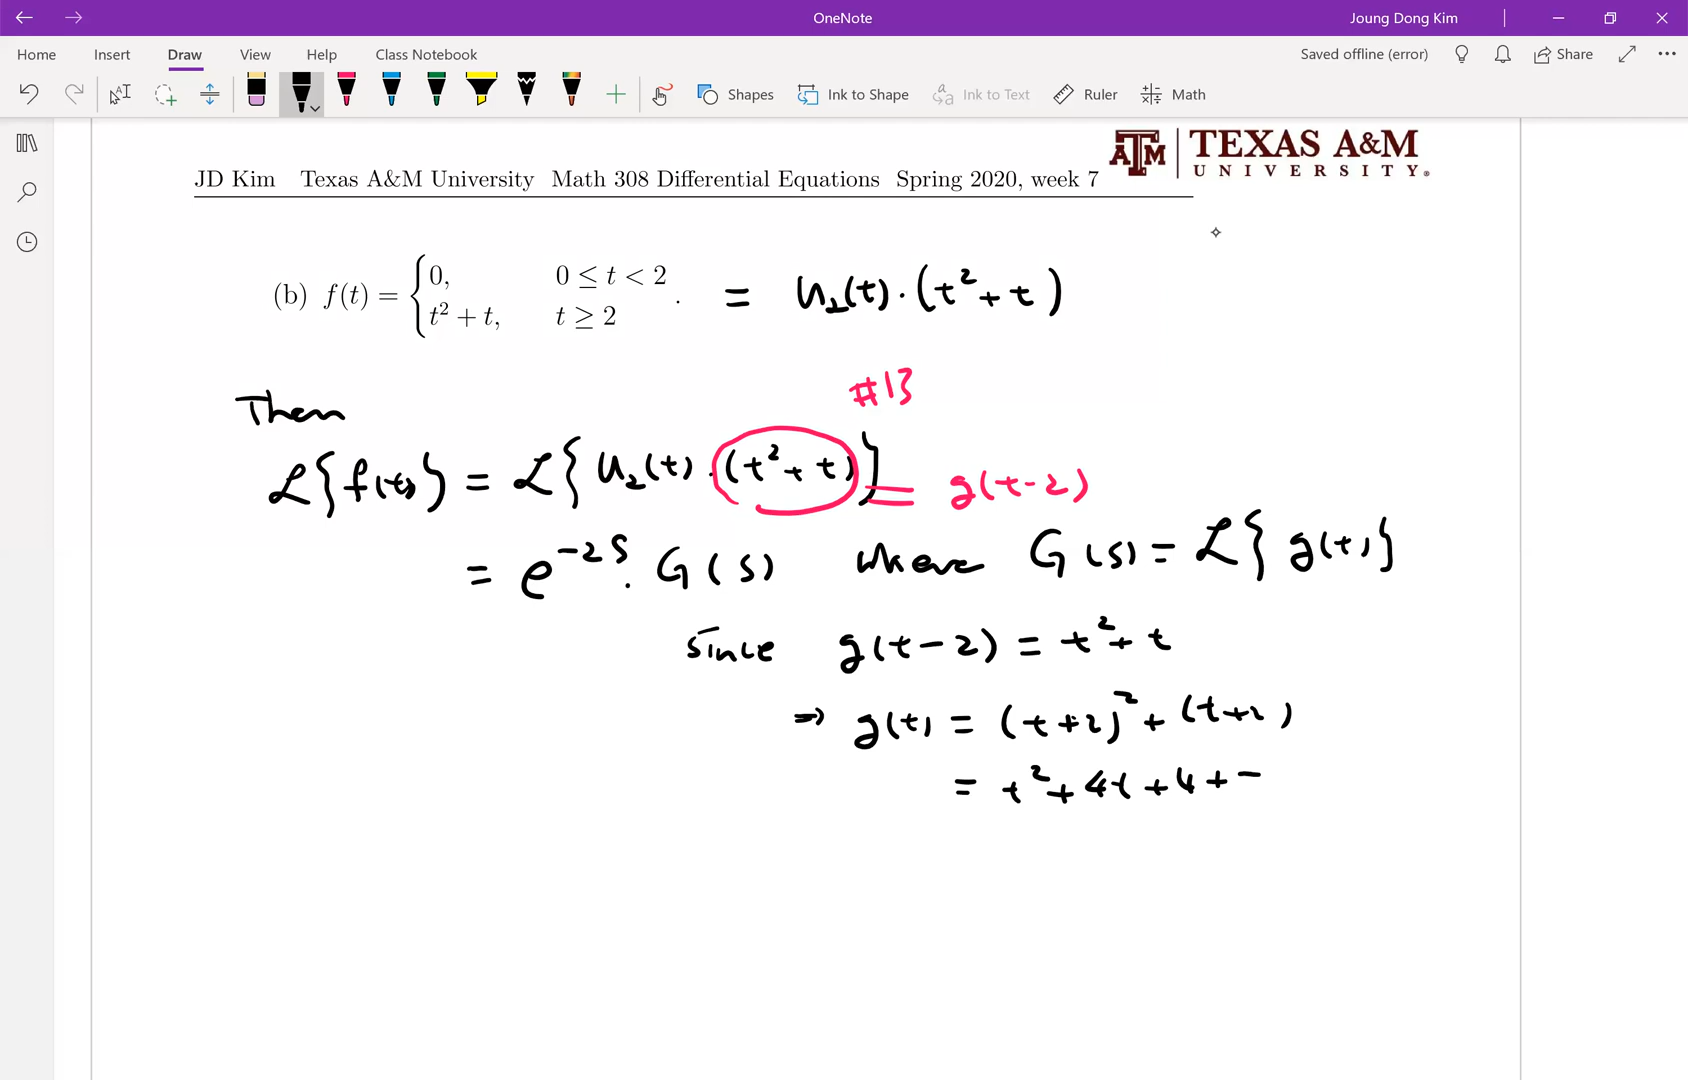 OneNote
Joung Dong Kim
Home Insert Draw View Help Class Notebook
Saved offline (error) Share
Shapes Ink to Shape Ink to Text Ruler Math
JD Kim Texas A&M University Math 308 Differential Equations Spring 2020, week 7
ATM TEXAS A&M
UNIVERSITY.
(b) f(t) = { 0, 0 ≤ t < 2
t² + t, t ≥ 2 . = u₂(t)·(t²+t)
#13
Then
ℒ{f(t)} = ℒ{u₂(t)·(t²+t)} = g(t-2)
= e^{-2s}·G(s) where G(s) = ℒ{g(t)}
since g(t-2) = t²+t
⇒ g(t) = (t+2)²+(t+2)
= t²+4t+4+